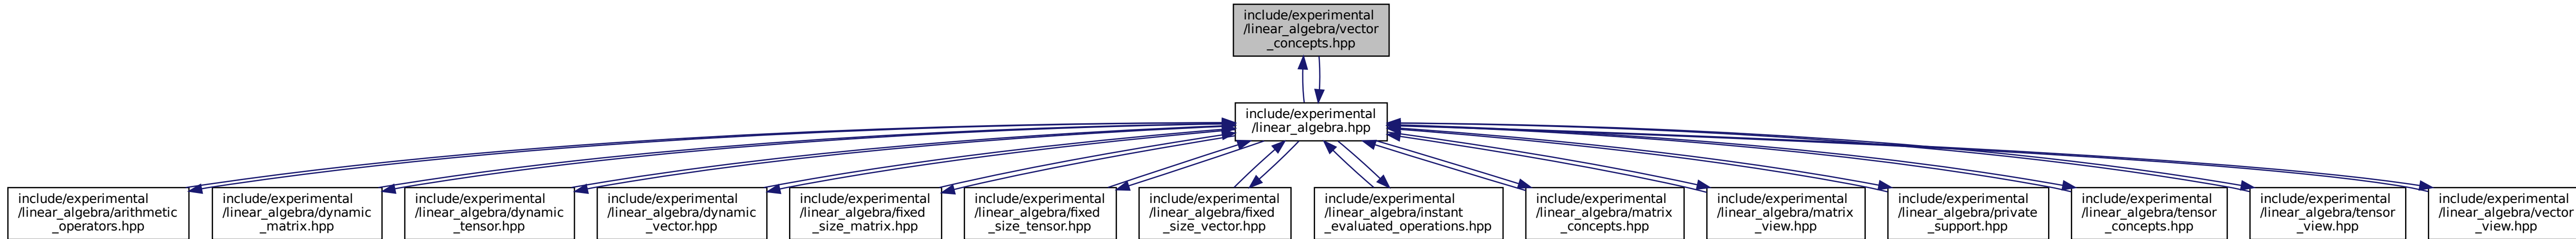 include/experimental
/linear_algebra/vector
_concepts.hpp
include/experimental
/linear_algebra.hpp
include/experimental
/linear_algebra/arithmetic
_operators.hpp
include/experimental
/linear_algebra/dynamic
_matrix.hpp
include/experimental
/linear_algebra/dynamic
_tensor.hpp
include/experimental
/linear_algebra/dynamic
_vector.hpp
include/experimental
/linear_algebra/fixed
_size_matrix.hpp
include/experimental
/linear_algebra/fixed
_size_tensor.hpp
include/experimental
/linear_algebra/fixed
_size_vector.hpp
include/experimental
/linear_algebra/instant
_evaluated_operations.hpp
include/experimental
/linear_algebra/matrix
_concepts.hpp
include/experimental
/linear_algebra/matrix
_view.hpp
include/experimental
/linear_algebra/private
_support.hpp
include/experimental
/linear_algebra/tensor
_concepts.hpp
include/experimental
/linear_algebra/tensor
_view.hpp
include/experimental
/linear_algebra/vector
_view.hpp